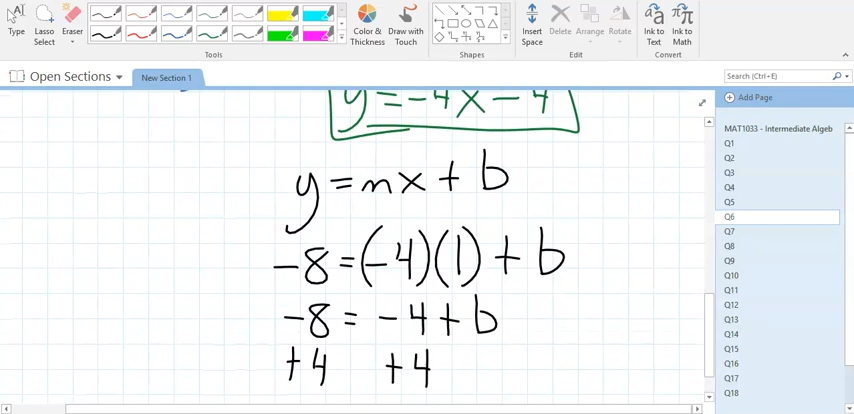 Type
Lasso
Select
Eraser
Tools
Color &
Thickness
Draw with
Touch
Shapes
Insert
Space
Delete
Arrange
Rotate
Edit
Ink to
Text
Ink to
Math
Convert
Open Sections
New Section 1
Search (Ctrl+E)
Add Page
MAT1033 - Intermediate Algeb
Q1
Q2
Q3
Q4
Q5
Q6
Q7
Q8
Q9
Q10
Q11
Q12
Q13
Q14
Q15
Q16
Q17
Q18
y = -4x - 4
y = mx + b
-8 = (-4)(1) + b
-8 = -4 + b
+4 +4